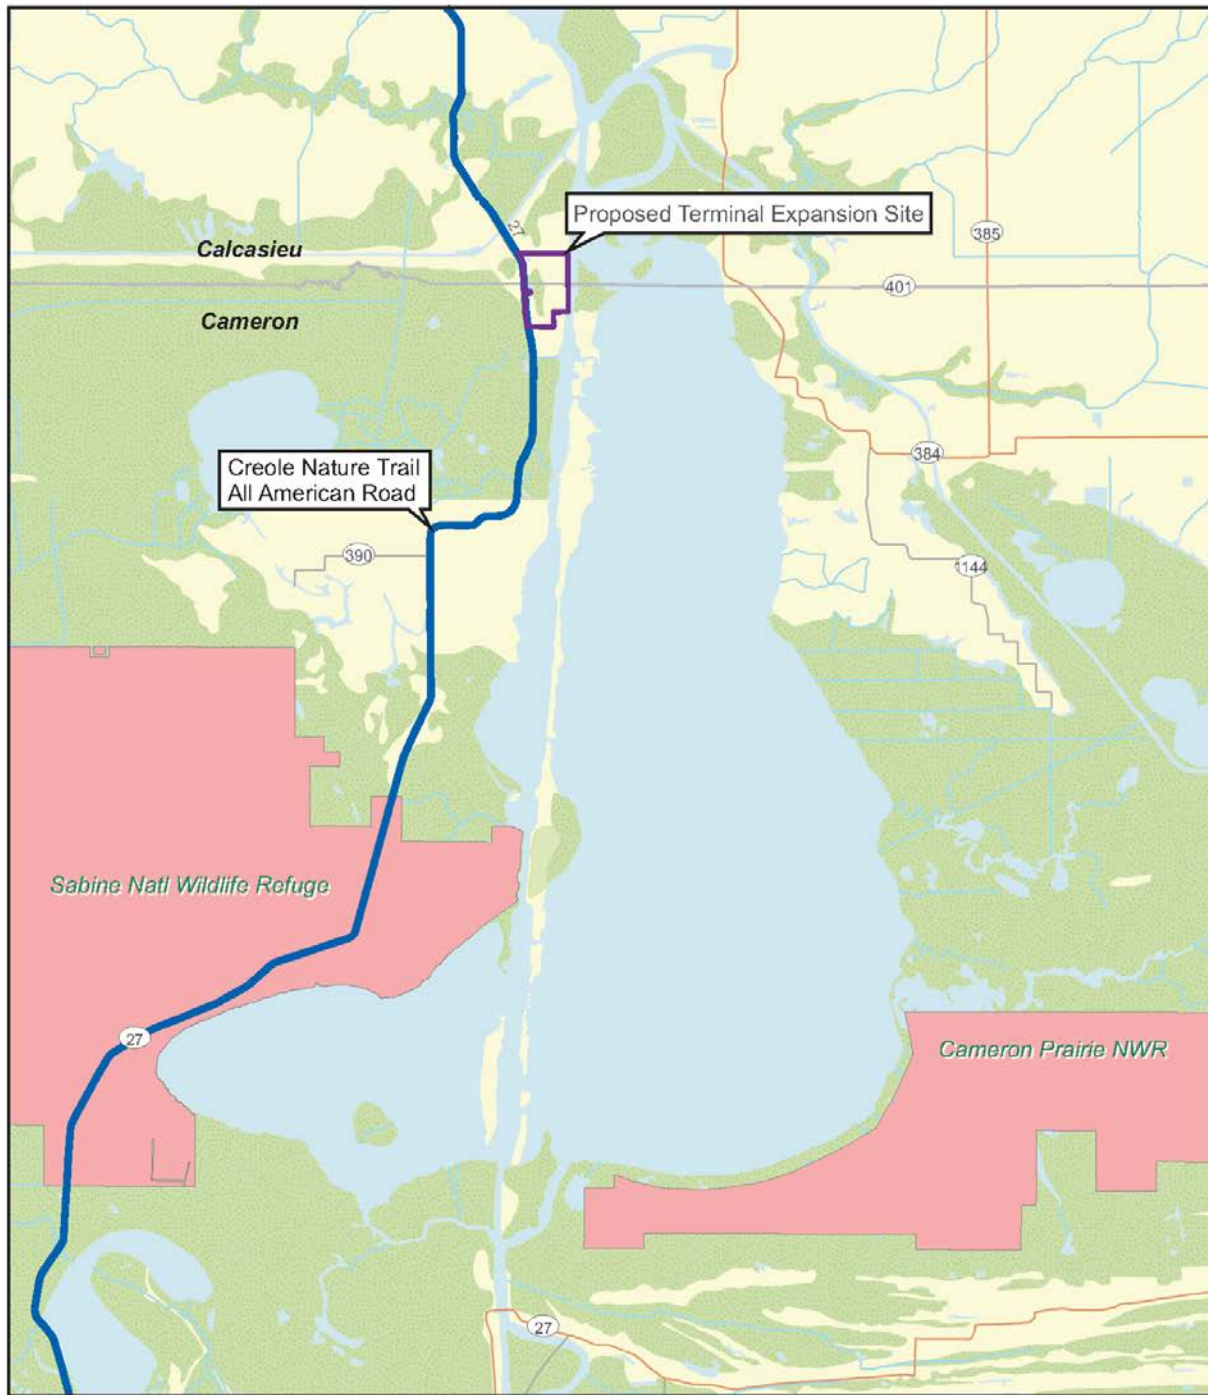 27
Proposed Terminal Expansion Site
385
Calcasieu
401
Cameron
384
Creole Nature Trail
All American Road
390
1144
Sabine Natl Wildlife Refuge
27
Cameron Prairie NWR
27